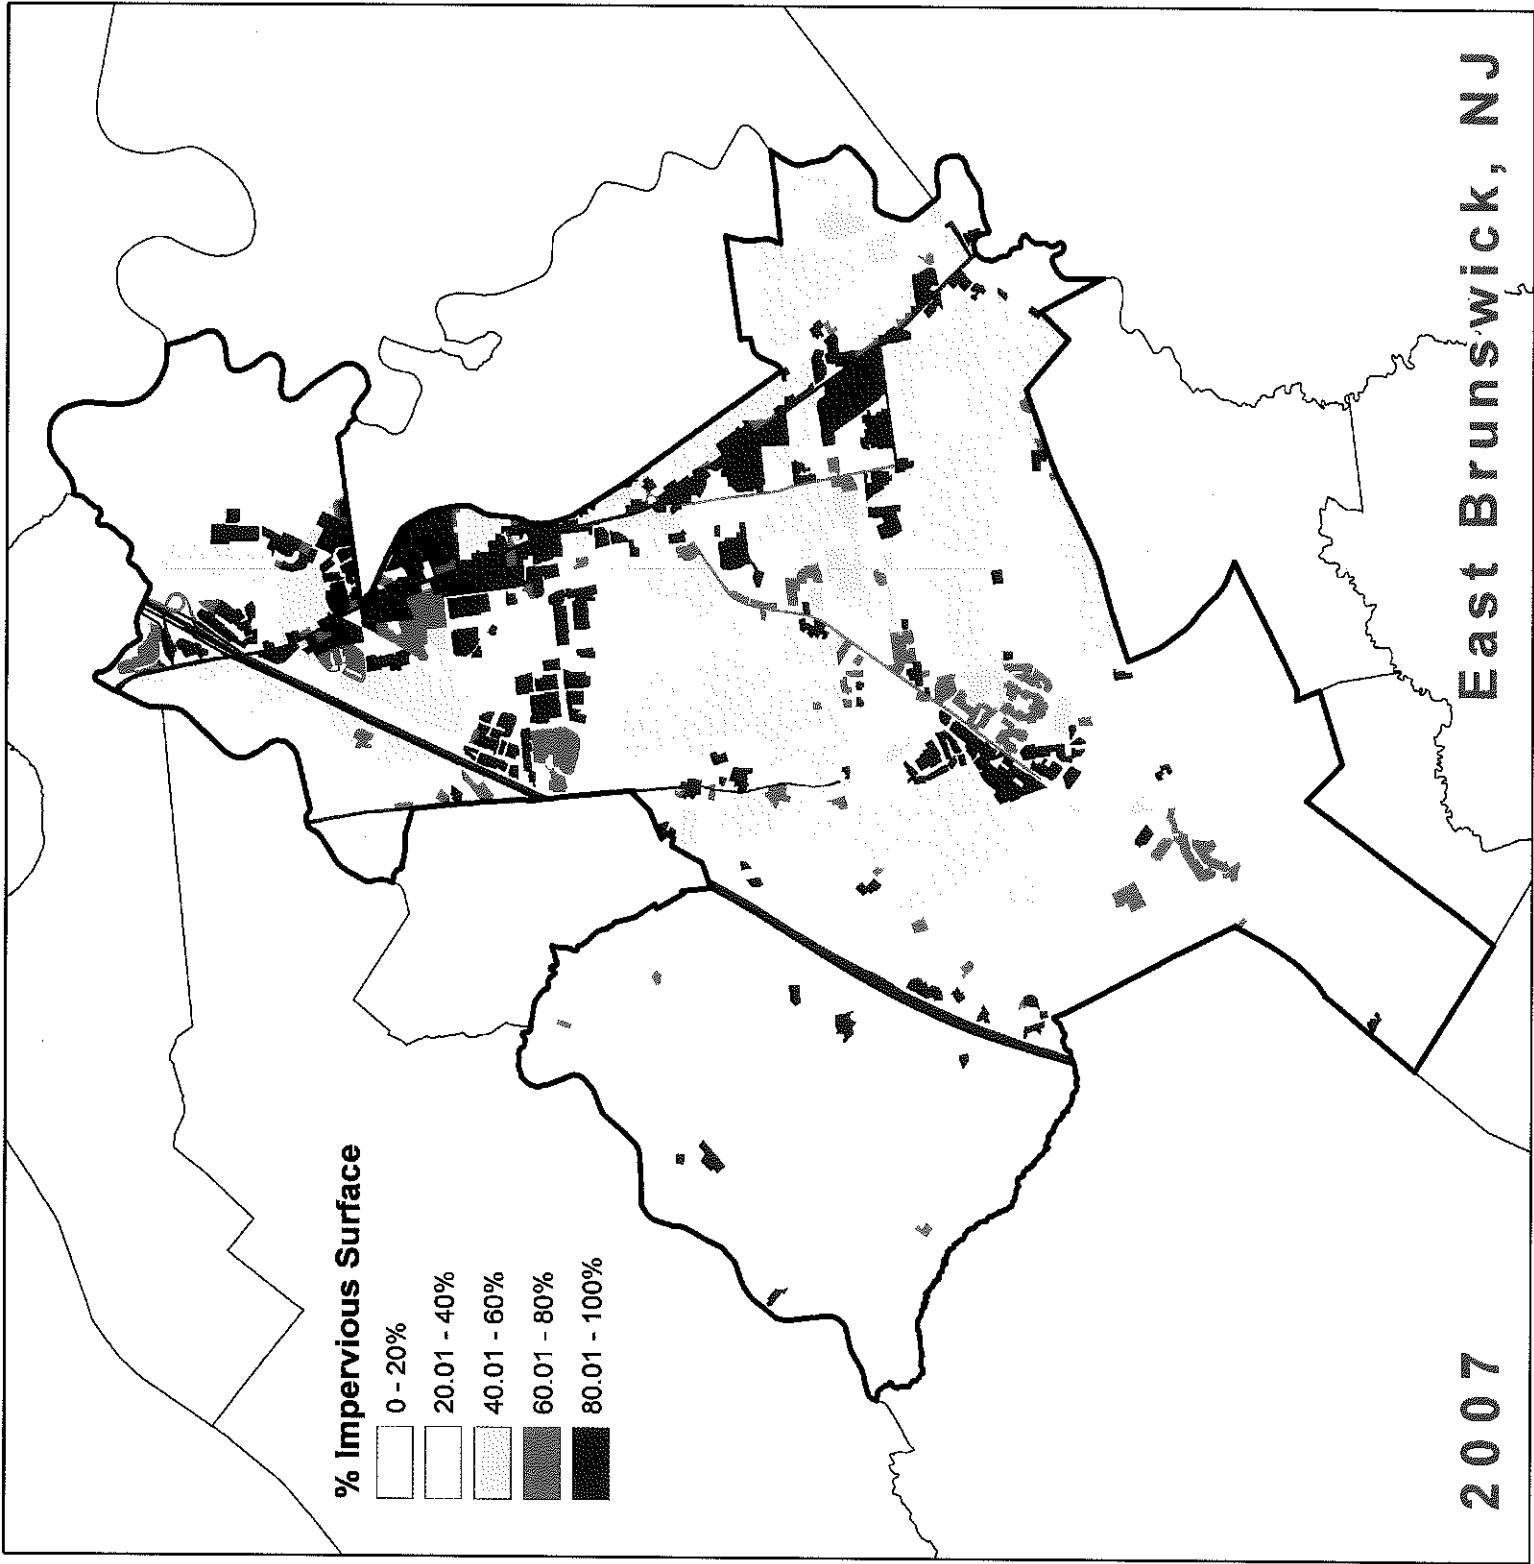 % Impervious Surface
0 - 20%
20.01 - 40%
40.01 - 60%
60.01 - 80%
80.01 - 100%
2007
East Brunswick, NJ